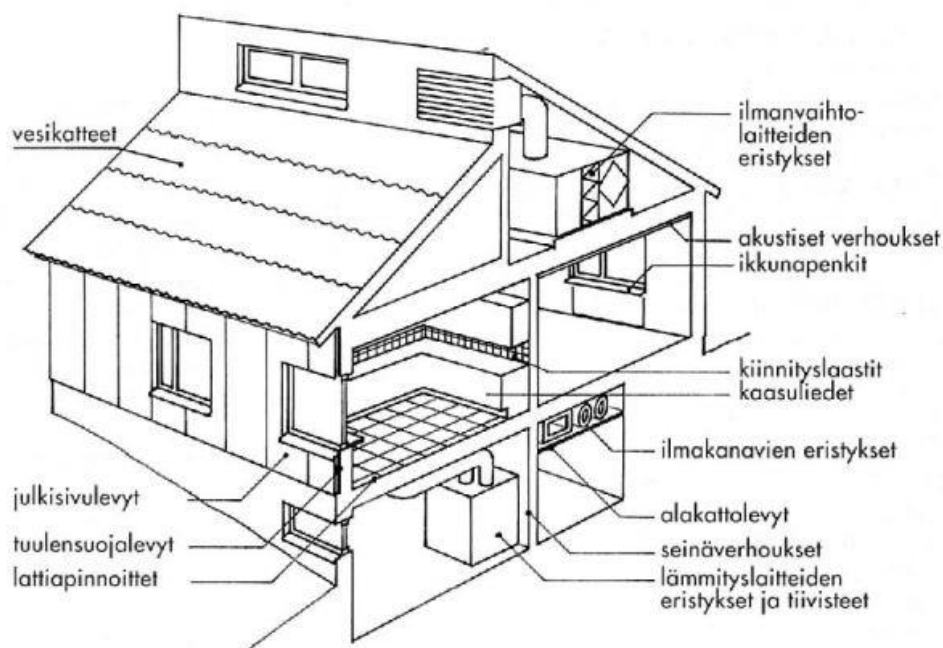 vesikatteet
julkisivulevyt
tuulensuojalevyt
lattiapinnoittet
ilmanvaihto-
laitteiden
eristykset
akustiset verhoukset
ikkunapenkit
kiinnityslaastit
kaasuliedet
ilmakanavien eristykset
alakattolevyt
seinäverhoukset
lämmityslaitteiden
eristykset ja tiivisteet